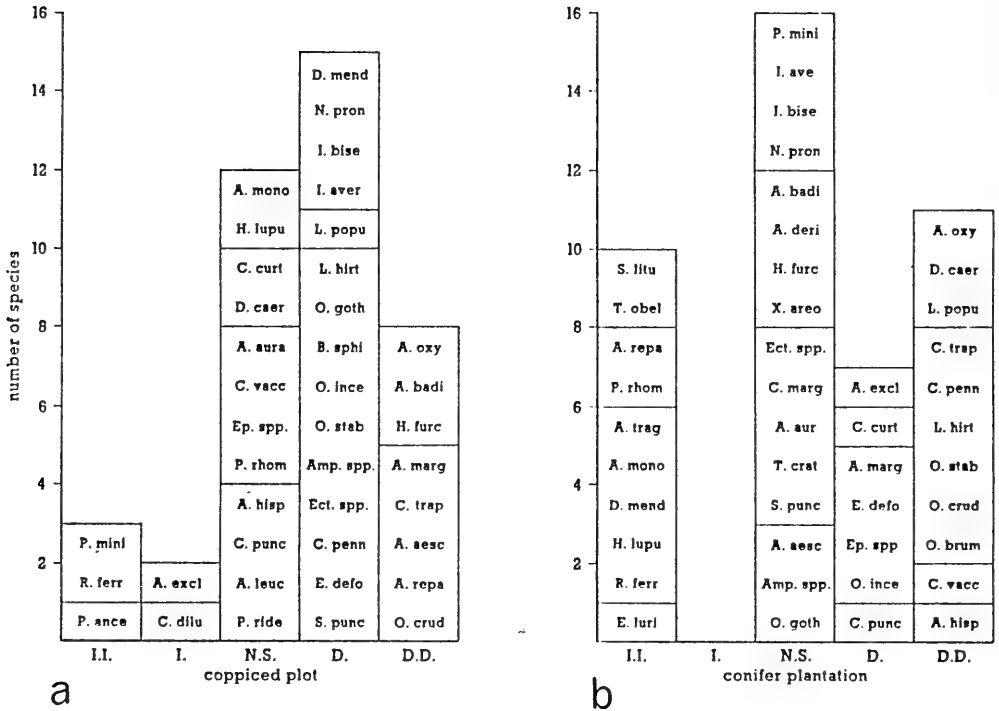 16
14
12
10
8
6
4
2
number of species
P. mini
R. ferr
P. ance
I.I.
A. excl
C. dilu
I.
A. mono
H. lupu
C. curt
D. caer
A. aura
C. vacc
Ep. spp.
P. rhom
A. hisp
C. punc
A. leuc
P. ride
N.S.
D. mend
N. pron
I. bise
I. aver
L. popu
L. hirt
O. goth
B. sphi
O. ince
O. stab
Amp. spp.
Ect. spp.
C. penn
E. defo
S. punc
D.
A. oxy
A. badi
H. furc
A. marg
C. trap
A. aesc
A. repa
O. crud
D.D.
coppiced plot
a
16
14
12
10
8
6
4
2
S. litu
T. obel
A. repa
P. rhom
A. trag
A. mono
D. mend
H. lupu
R. ferr
E. luri
I.I.
I.
P. mini
I. ave
I. bise
N. pron
A. badi
A. deri
H. furc
X. areo
Ect. spp.
C. marg
A. aur
T. crat
S. punc
A. aesc
Amp. spp.
O. goth
N.S.
A. excl
C. curt
A. marg
E. defo
Ep. spp
O. ince
C. punc
D.
A. oxy
D. caer
L. popu
C. trap
C. penn
L. hirt
O. stab
O. crud
O. brum
C. vacc
A. hisp
D.D.
conifer plantation
b